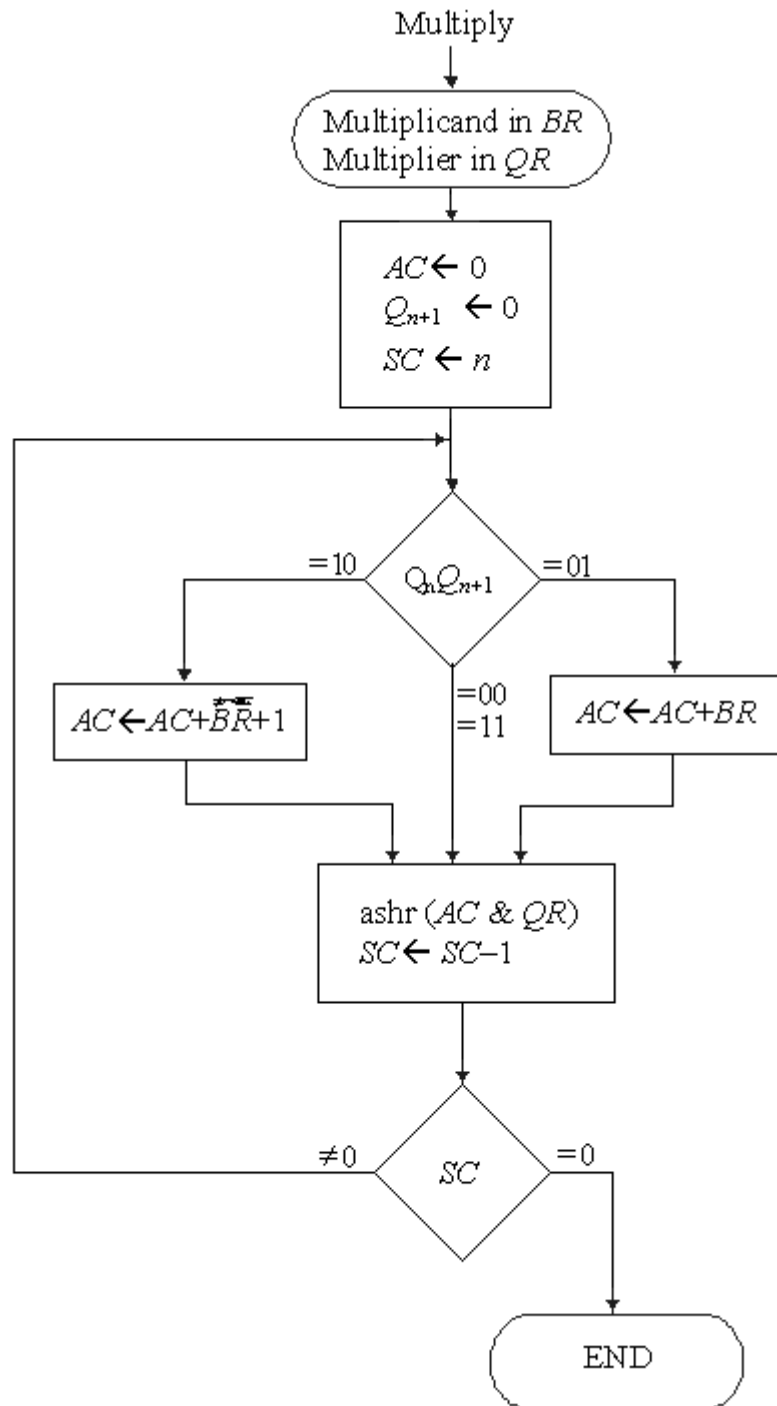 Multiply
Multiplicand in BR
Multiplier in QR
AC ← 0
Qn+1 ← 0
SC ← n
=10
QnQn+1
=01
=00
=11
AC←AC+B̅R̅+1
AC←AC+BR
ashr (AC & QR)
SC ← SC−1
≠0
SC
=0
END